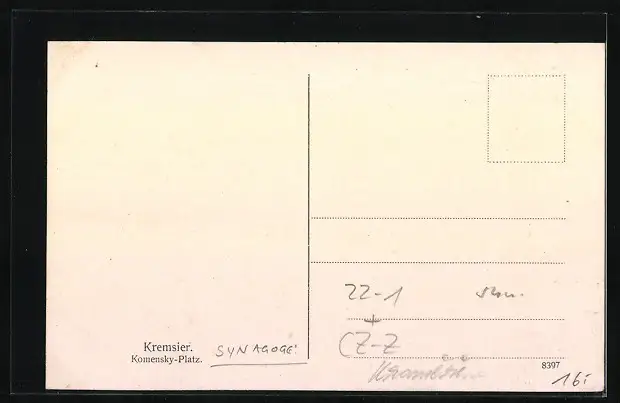 Kremsier.
Komensky-Platz.
SYNAGOGE!
22-1
CZ-Z
8397
16: